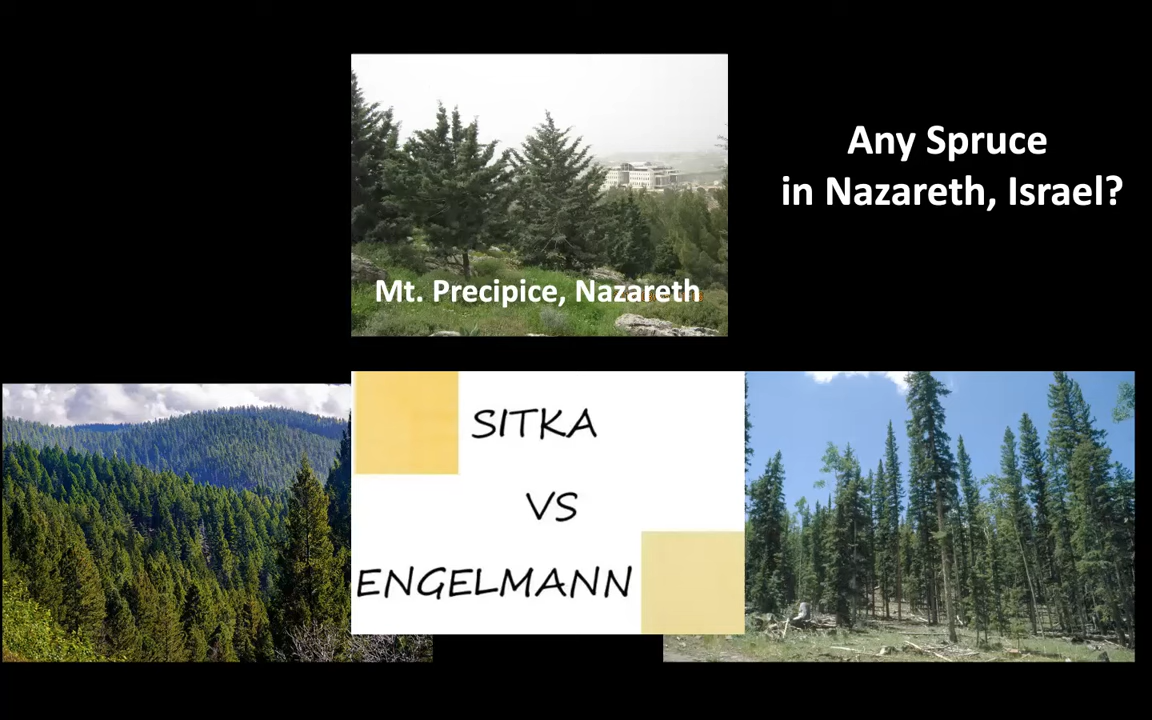 Any Spruce
in Nazareth, Israel?
Mt. Precipice, Nazareth
SITKA
VS
ENGELMANN